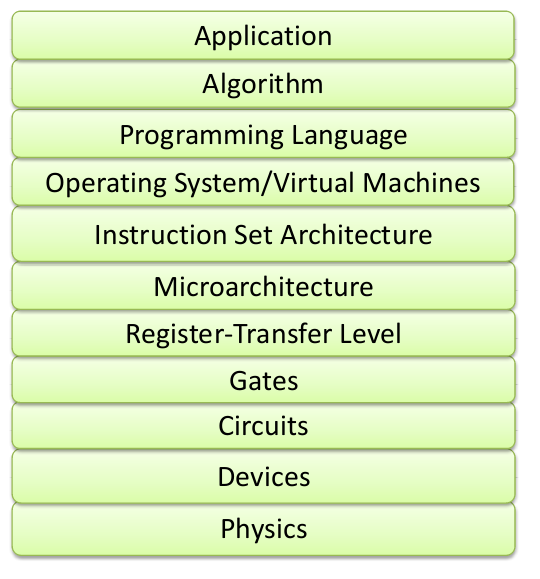 Application
Algorithm
Programming Language
Operating System/Virtual Machines
Instruction Set Architecture
Microarchitecture
Register-Transfer Level
Gates
Circuits
Devices
Physics